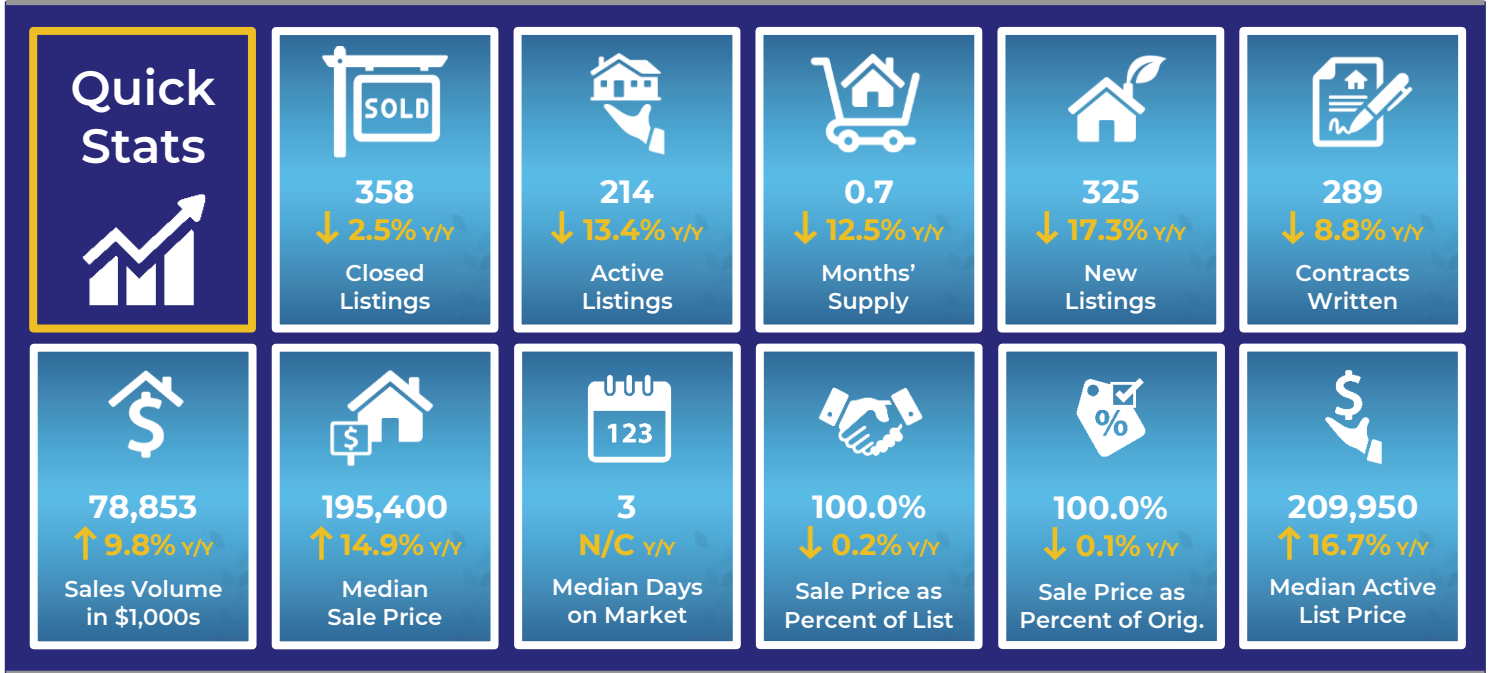 Quick
Stats
SOLD
358
↓ 2.5% Y/Y
Closed
Listings
214
↓ 13.4% Y/Y
Active
Listings
0.7
↓ 12.5% Y/Y
Months’
Supply
325
↓ 17.3% Y/Y
New
Listings
289
↓ 8.8% Y/Y
Contracts
Written
$
78,853
↑ 9.8% Y/Y
Sales Volume
in $1,000s
$
195,400
↑ 14.9% Y/Y
Median
Sale Price
123
3
N/C Y/Y
Median Days
on Market
100.0%
↓ 0.2% Y/Y
Sale Price as
Percent of List
%
100.0%
↓ 0.1% Y/Y
Sale Price as
Percent of Orig.
$
209,950
↑ 16.7% Y/Y
Median Active
List Price